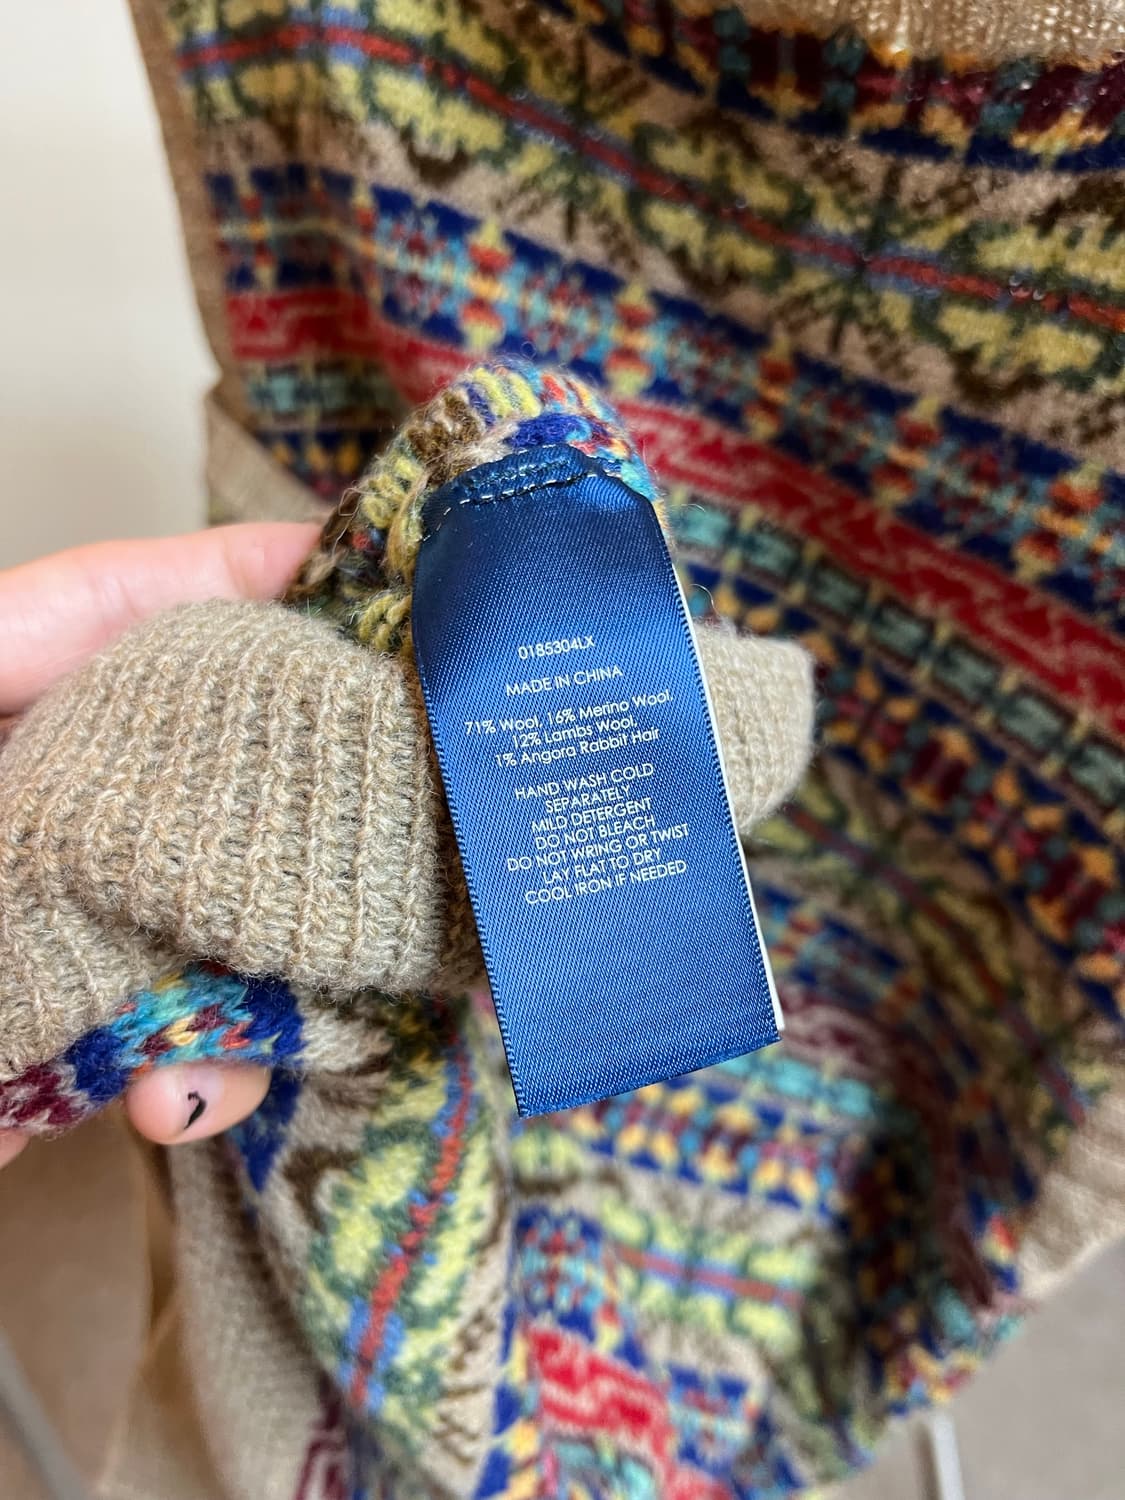 0185304LX
MADE IN CHINA
71% Wool, 16% Merino Wool,
12% Lambs Wool,
1% Angora Rabbit Hair
HAND WASH COLD
SEPARATELY
MILD DETERGENT
DO NOT BLEACH
DO NOT WRING OR TWIST
LAY FLAT TO DRY
COOL IRON IF NEEDED